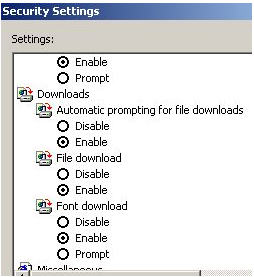 Security Settings
Settings:
Enable
Prompt
Downloads
Automatic prompting for file downloads
Disable
Enable
File download
Disable
Enable
Font download
Disable
Enable
Prompt
Miscellaneous